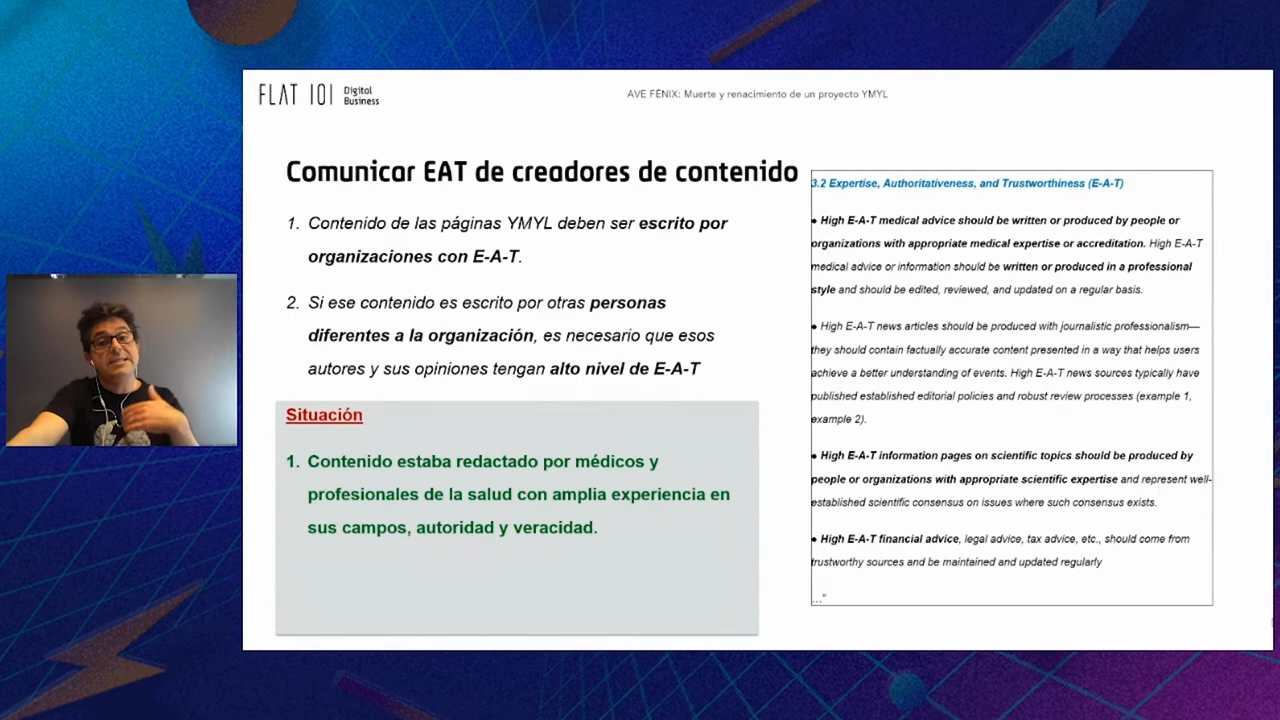 FLAT 101 Digital Business
AVE FÉNIX: Muerte y renacimiento de un proyecto YMYL
Comunicar EAT de creadores de contenido
1. Contenido de las páginas YMYL deben ser escrito por
organizaciones con E-A-T.
2. Si ese contenido es escrito por otras personas
diferentes a la organización, es necesario que esos
autores y sus opiniones tengan alto nivel de E-A-T
Situación
1. Contenido estaba redactado por médicos y
profesionales de la salud con amplia experiencia en
sus campos, autoridad y veracidad.
3.2 Expertise, Authoritativeness, and Trustworthiness (E-A-T)
● High E-A-T medical advice should be written or produced by people or
organizations with appropriate medical expertise or accreditation. High E-A-T
medical advice or information should be written or produced in a professional
style and should be edited, reviewed, and updated on a regular basis.
● High E-A-T news articles should be produced with journalistic professionalism—
they should contain factually accurate content presented in a way that helps users
achieve a better understanding of events. High E-A-T news sources typically have
published established editorial policies and robust review processes (example 1,
example 2).
● High E-A-T information pages on scientific topics should be produced by
people or organizations with appropriate scientific expertise and represent well-
established scientific consensus on issues where such consensus exists.
● High E-A-T financial advice, legal advice, tax advice, etc., should come from
trustworthy sources and be maintained and updated regularly
..."